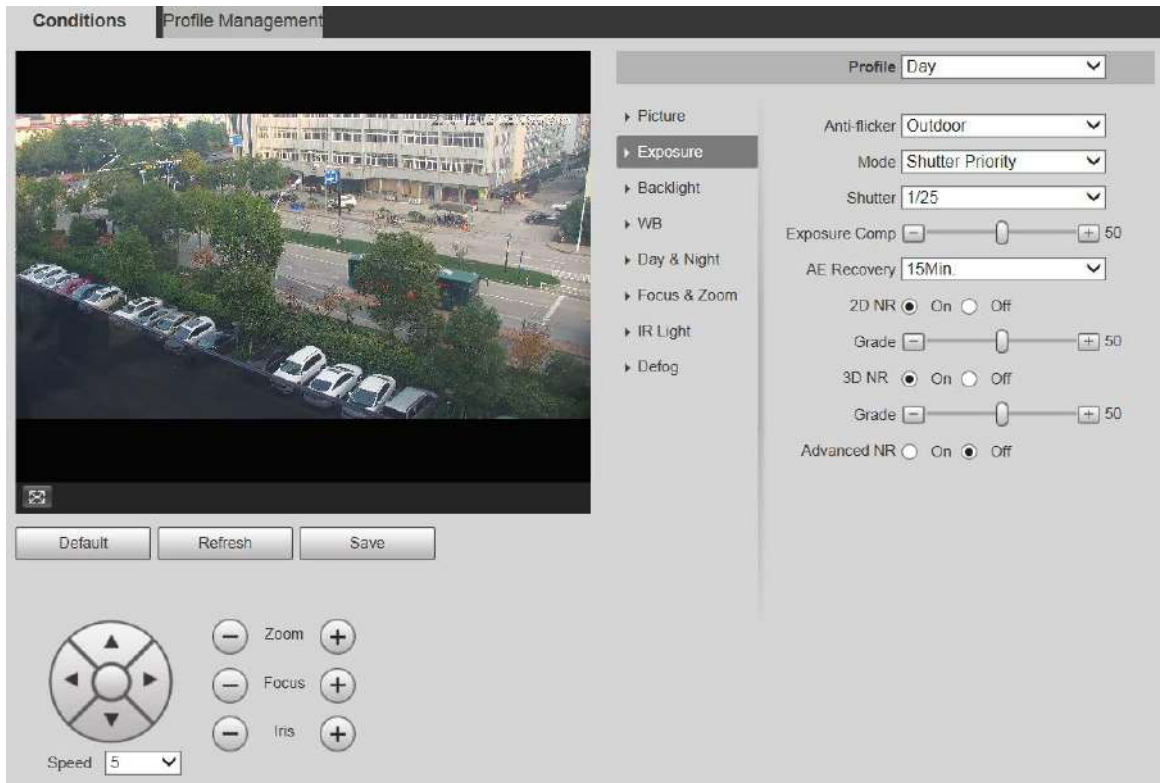 Conditions Profile Management
Profile Day
Picture
Exposure
Backlight
WB
Day & Night
Focus & Zoom
IR Light
Defog
Anti-flicker Outdoor
Mode Shutter Priority
Shutter 1/25
Exposure Comp 50
AE Recovery 15Min.
2D NR On Off
Grade 50
3D NR On Off
Grade 50
Advanced NR On Off
Default Refresh Save
Zoom
Focus
Iris
Speed 5